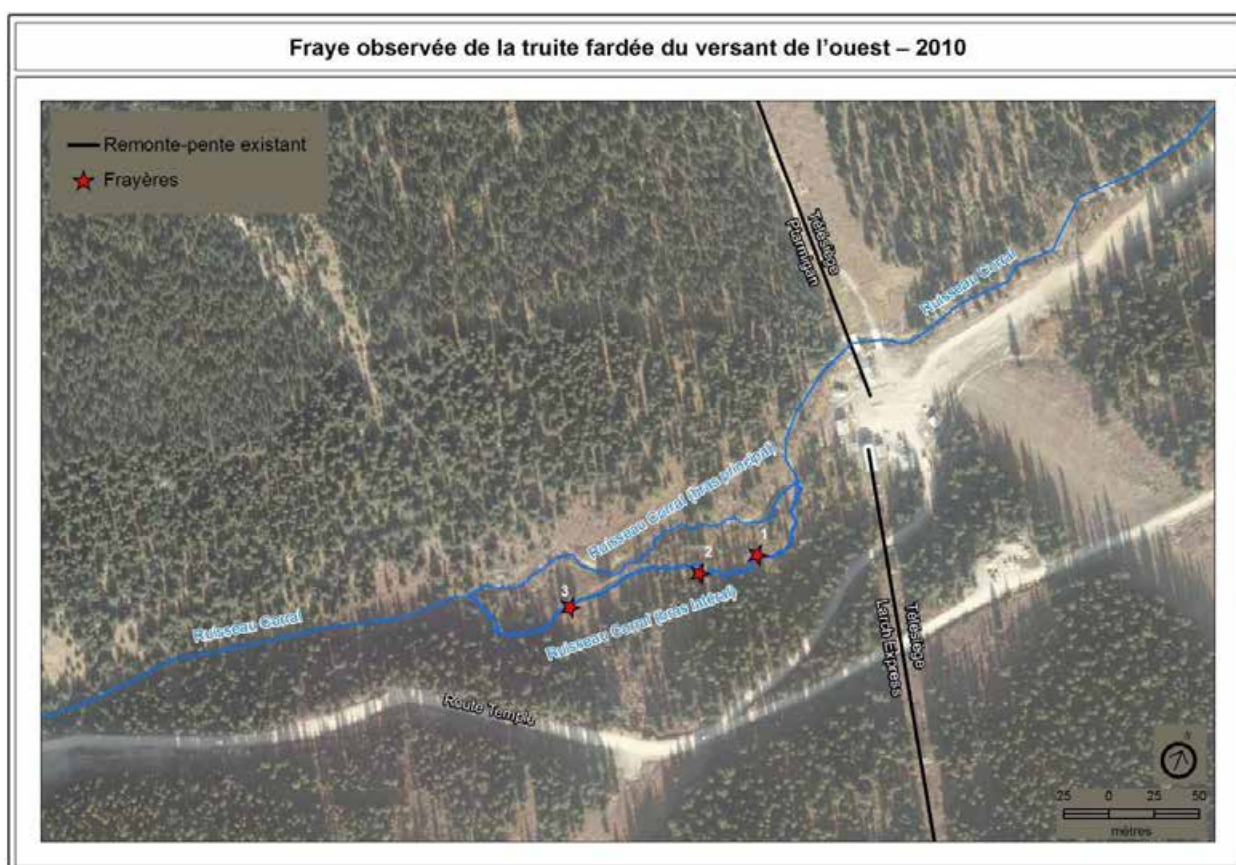 Fraye observée de la truite fardée du versant de l'ouest – 2010
Remonte-pente existant
Frayères
Télésiège
Ptarmigan
Ruisseau Corral
Ruisseau Corral (bras principal)
1
2
3
Ruisseau Corral (bras latéral)
Ruisseau Corral
Télésiège
Larch Express
Route Temple
25 0 25 50
mètres